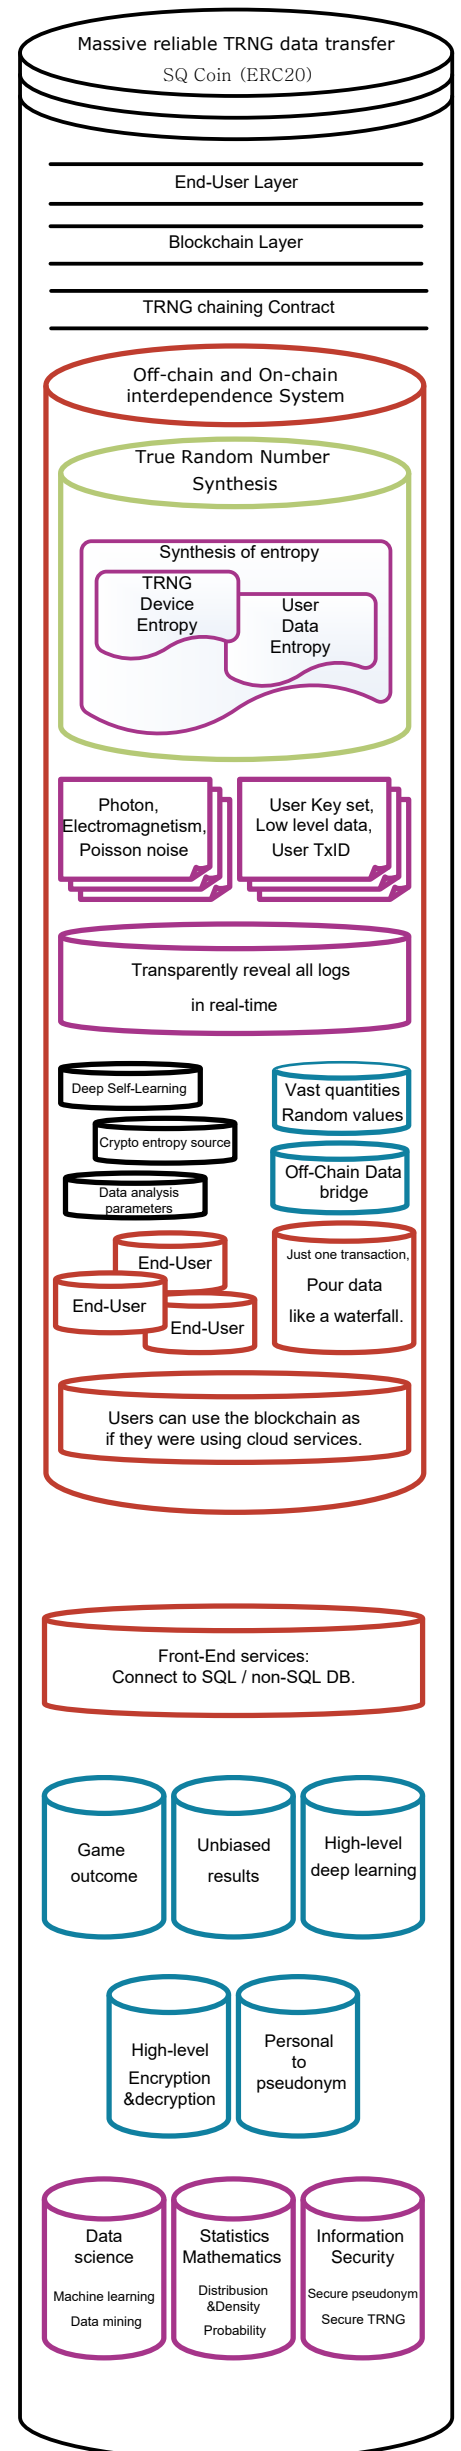 Massive reliable TRNG data transfer
SQ Coin (ERC20)
End-User Layer
Blockchain Layer
TRNG chaining Contract
Off-chain and On-chain
interdependence System
True Random Number
Synthesis
Synthesis of entropy
TRNG
Device
Entropy
User
Data
Entropy
Photon,
Electromagnetism,
Poisson noise
User Key set,
Low level data,
User TxID
Transparently reveal all logs
in real-time
Deep Self-Learning
Crypto entropy source
Data analysis
parameters
Vast quantities
Random values
Off-Chain Data
bridge
End-User
End-User
End-User
Just one transaction,
Pour data
like a waterfall.
Users can use the blockchain as
if they were using cloud services.
Front-End services:
Connect to SQL / non-SQL DB.
Game
outcome
Unbiased
results
High-level
deep learning
High-level
Encryption
&decryption
Personal
to
pseudonym
Data
science
Machine learning
Data mining
Statistics
Mathematics
Distribusion
&Density
Probability
Information
Security
Secure pseudonym
Secure TRNG